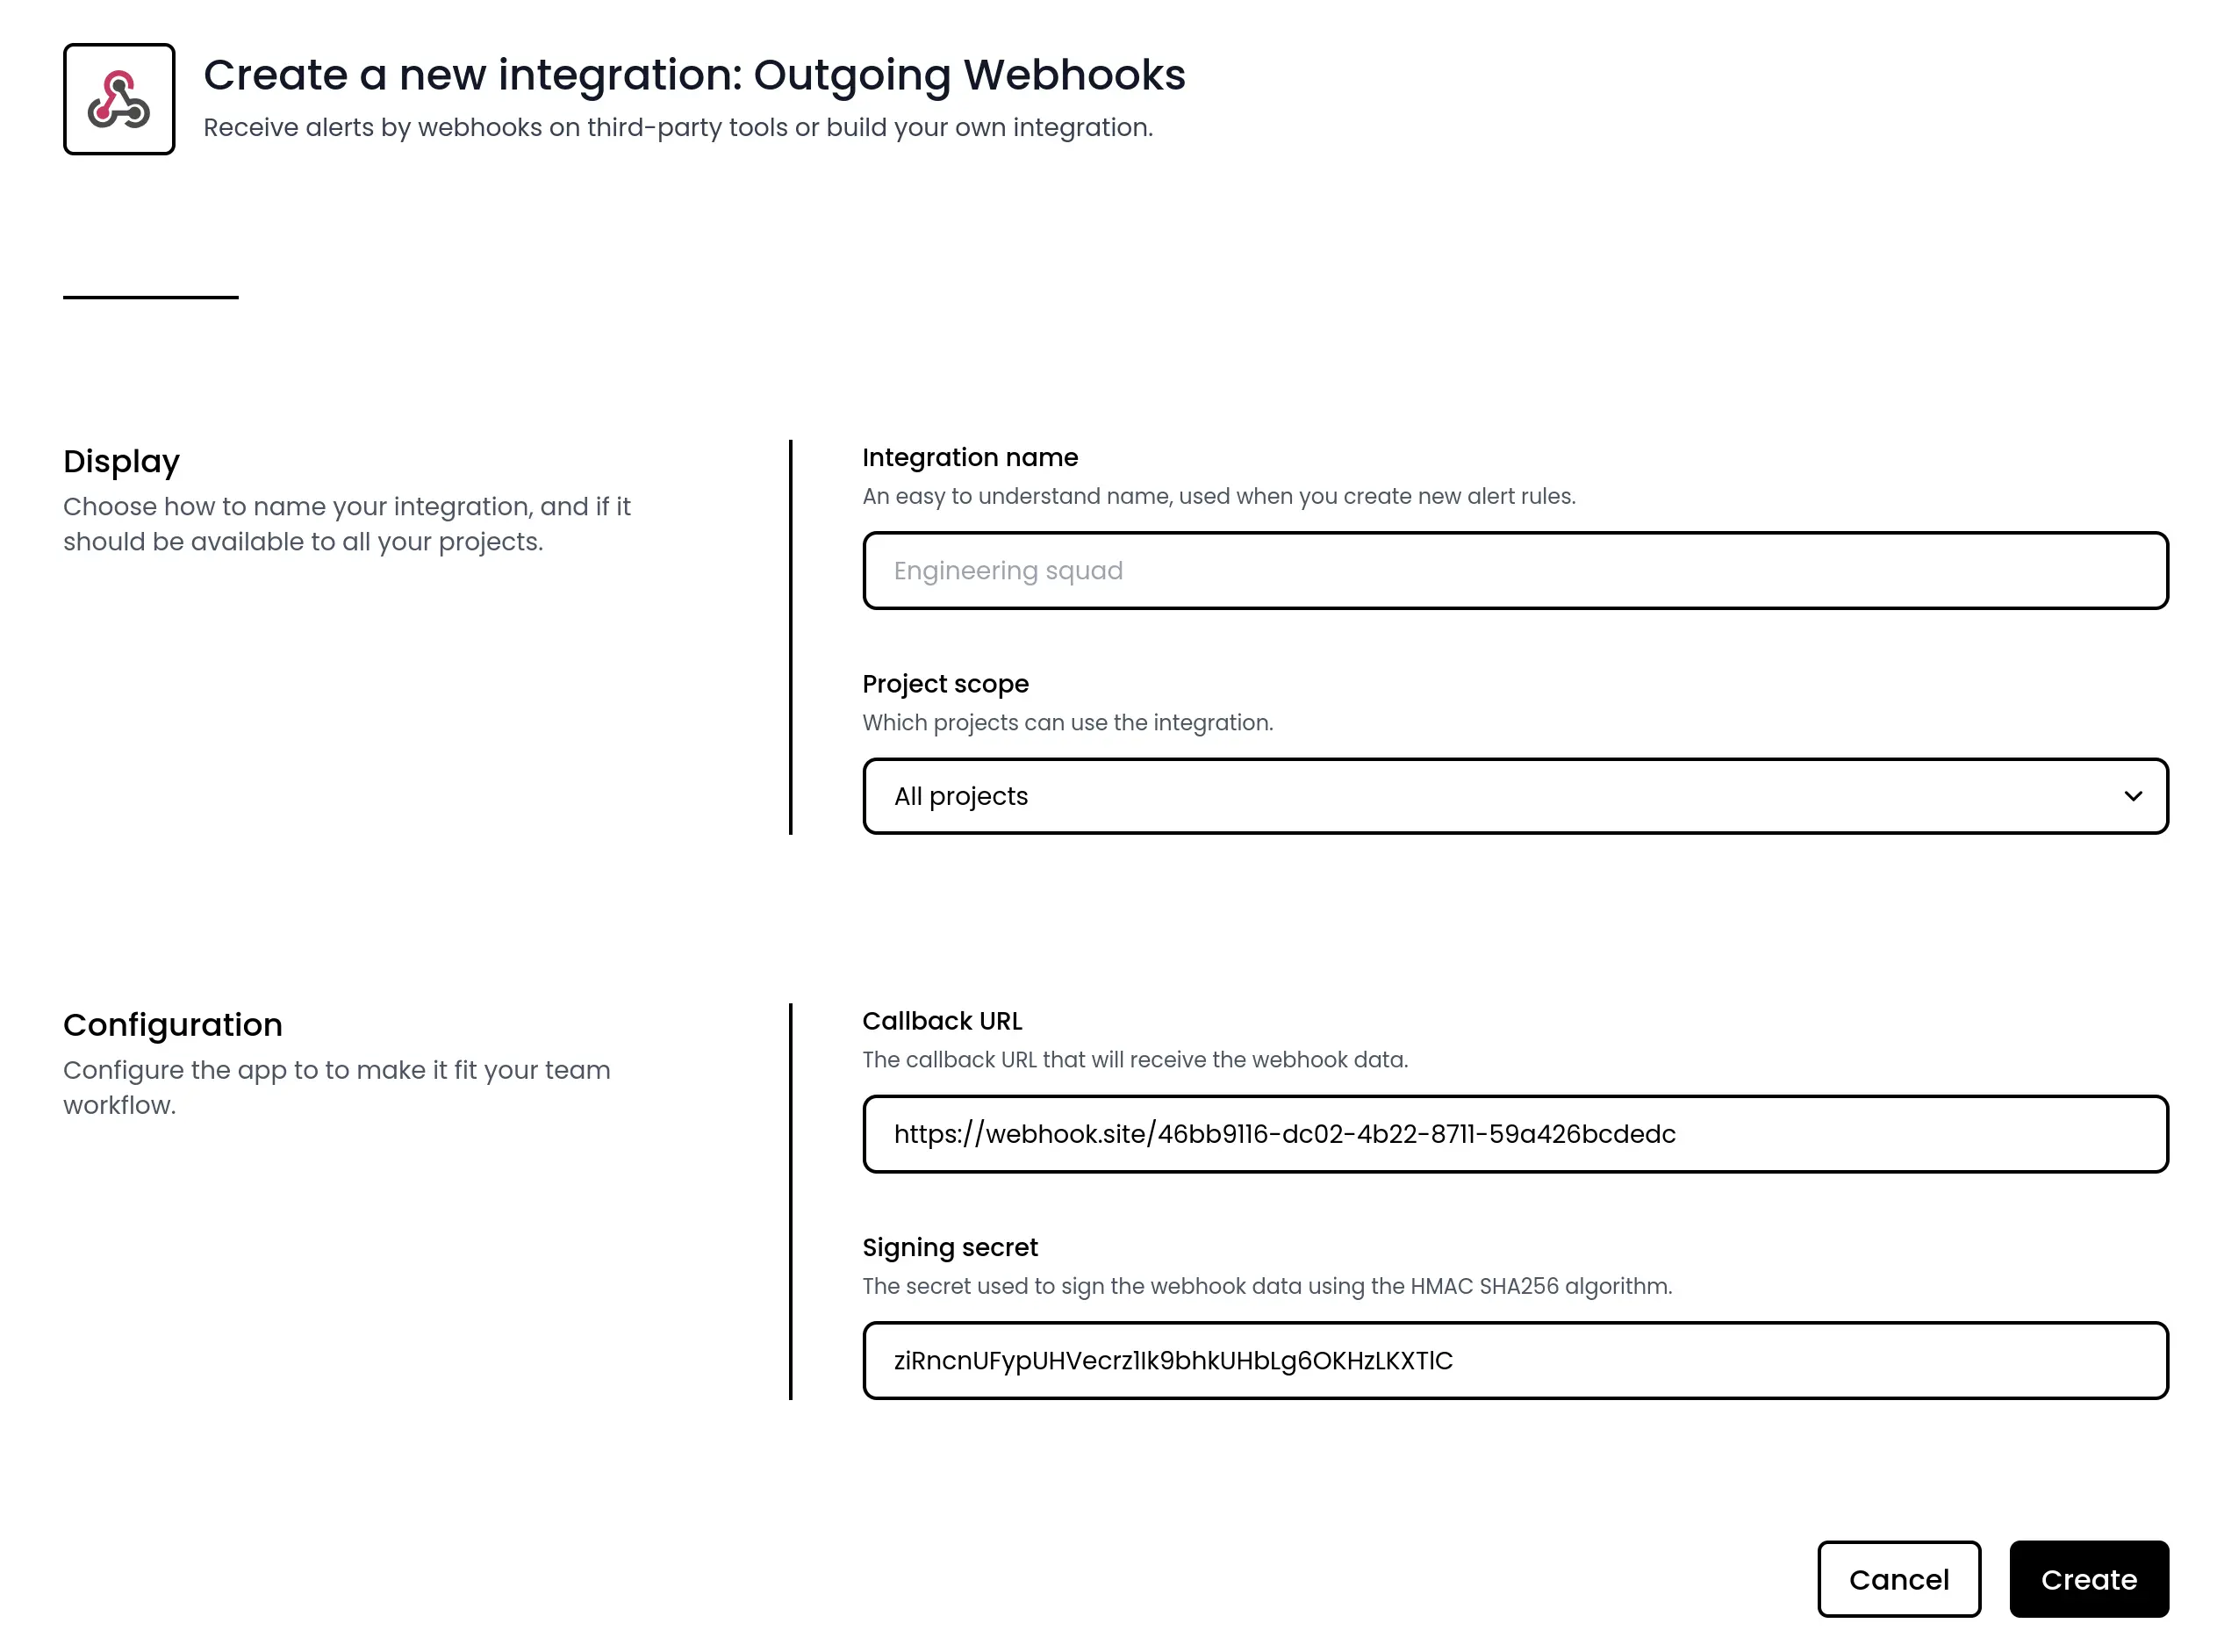 Create a new integration: Outgoing Webhooks
Receive alerts by webhooks on third-party tools or build your own integration.
Display
Choose how to name your integration, and if it
should be available to all your projects.
Integration name
An easy to understand name, used when you create new alert rules.
Engineering squad
Project scope
Which projects can use the integration.
All projects
Configuration
Configure the app to to make it fit your team
workflow.
Callback URL
The callback URL that will receive the webhook data.
https://webhook.site/46bb9116-dc02-4b22-8711-59a426bcdedc
Signing secret
The secret used to sign the webhook data using the HMAC SHA256 algorithm.
ziRncnUFypUHVecrz1Ik9bhkUHbLg6OKHzLKXTlC
Cancel
Create